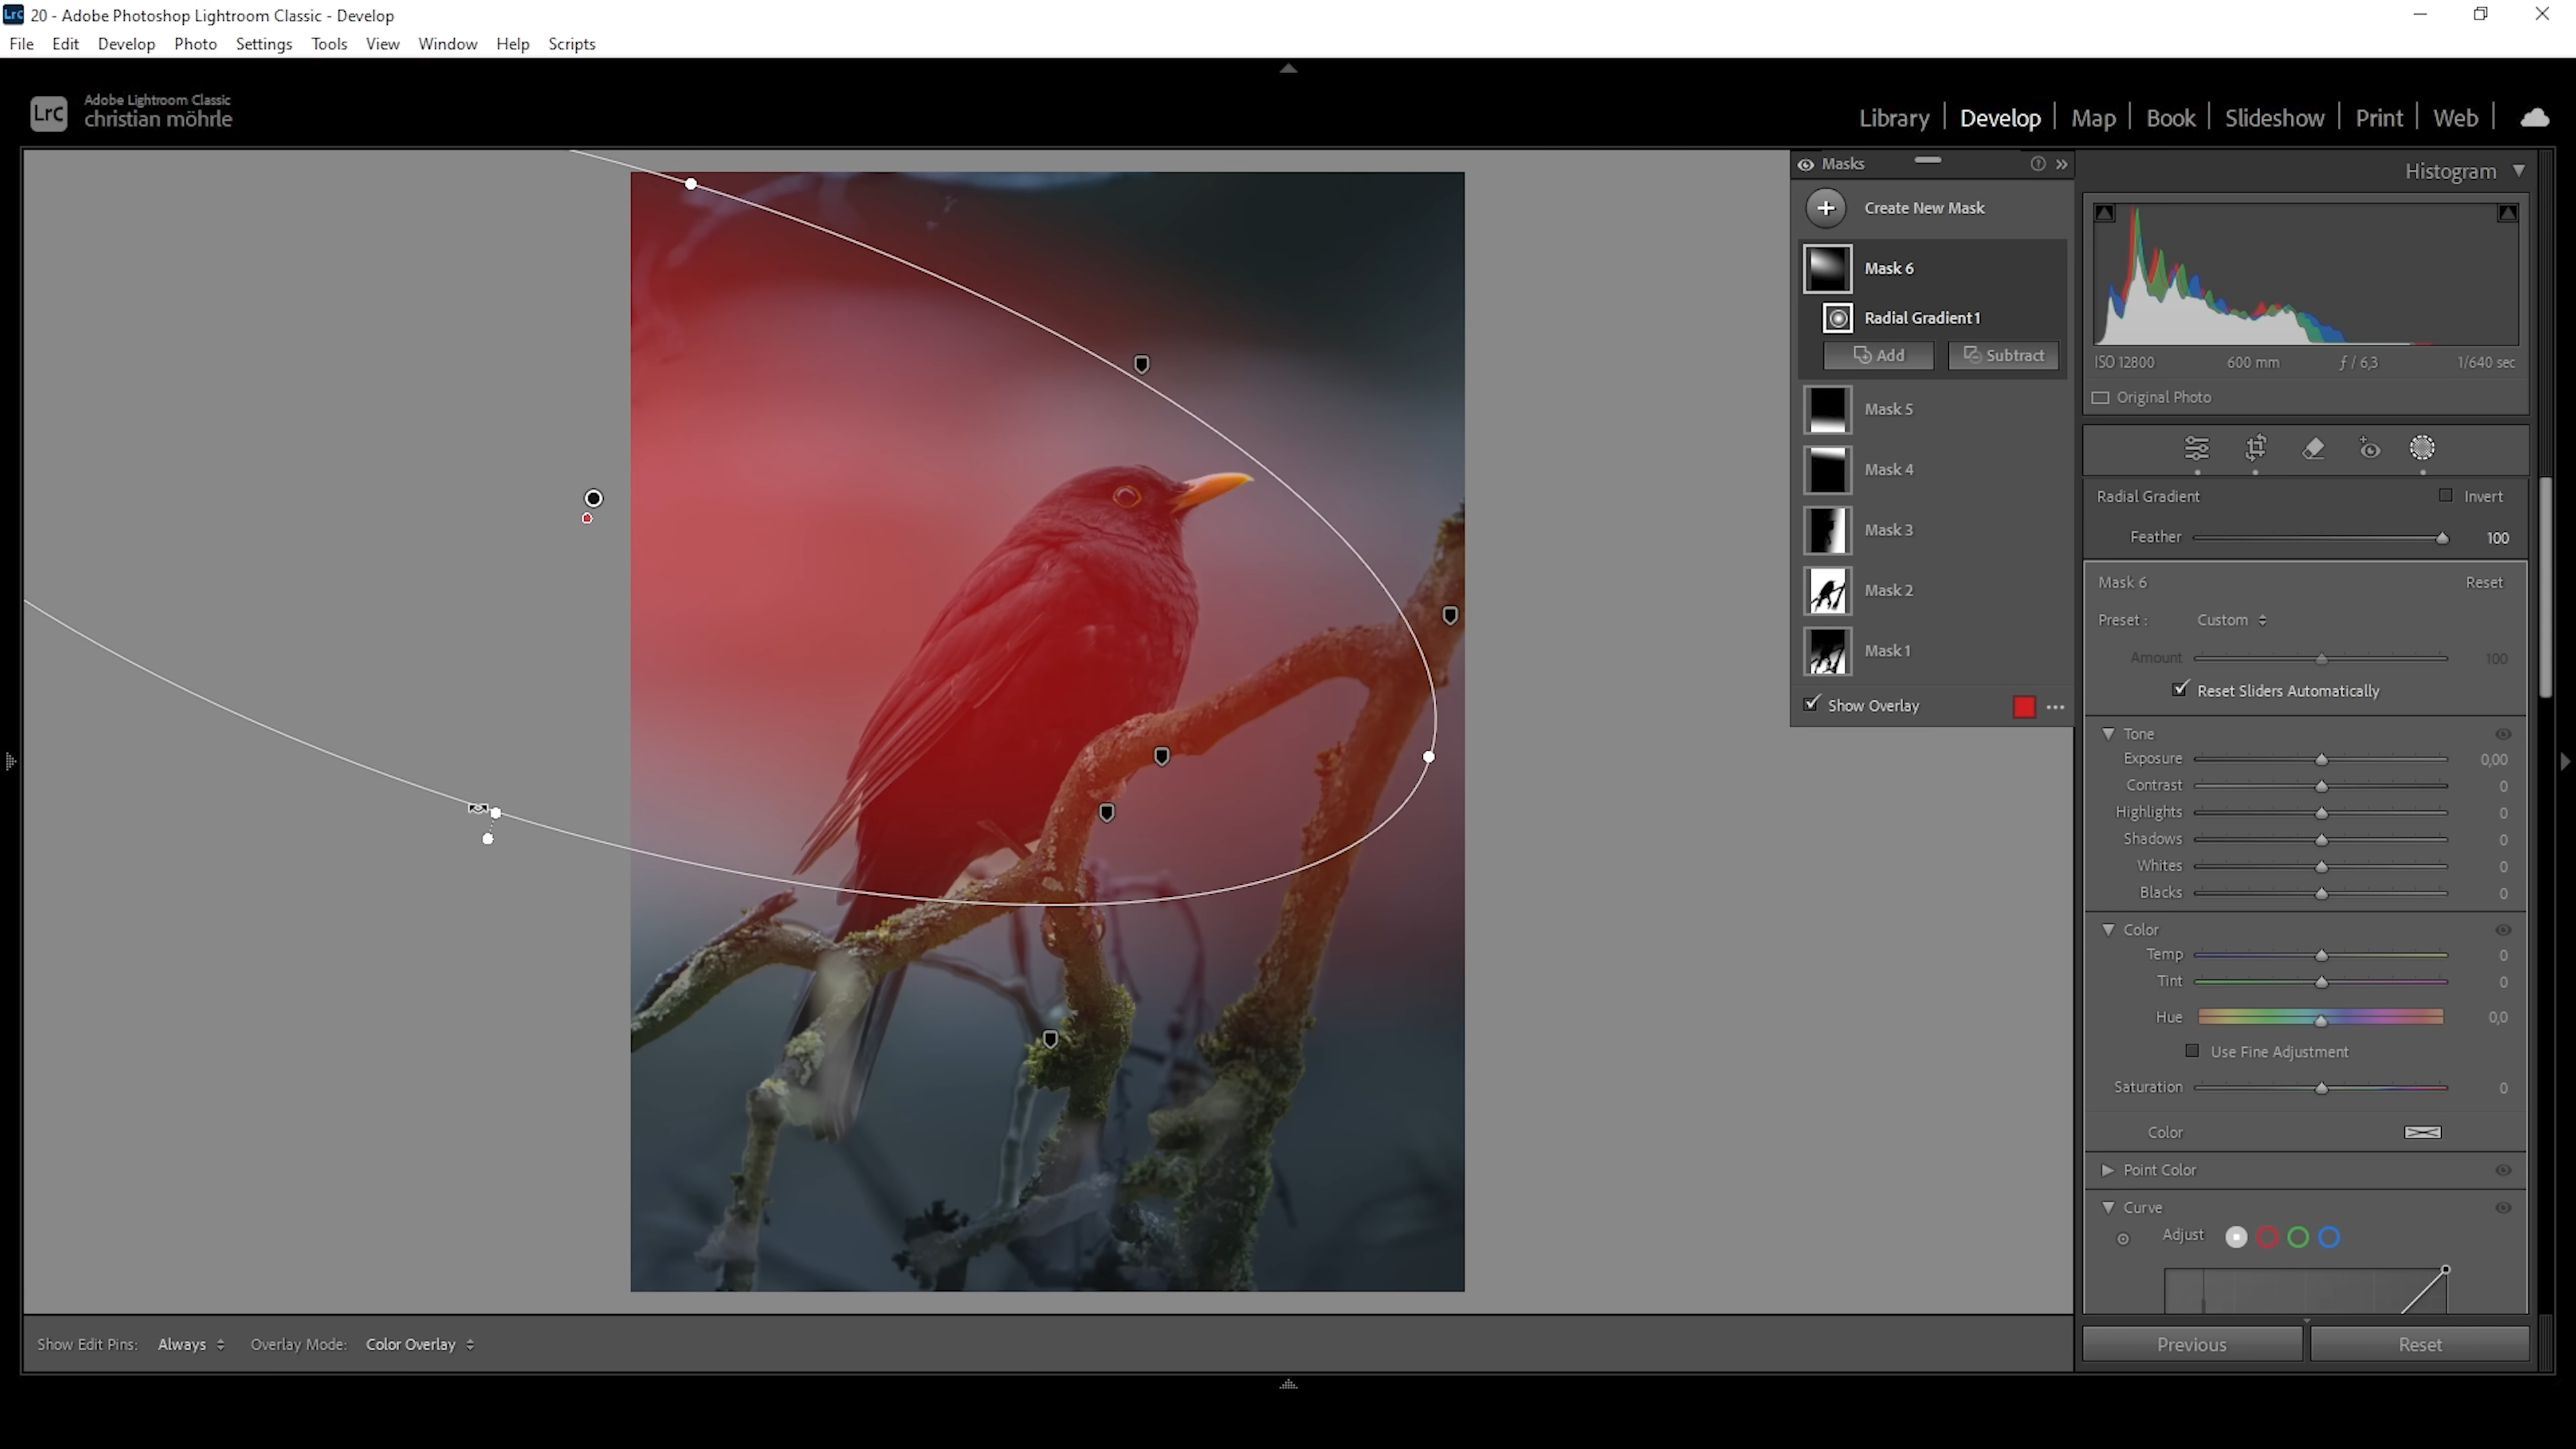 Lrc 20 - Adobe Photoshop Lightroom Classic - Develop
File Edit Develop Photo Settings Tools View Window Help Scripts
Lrc
Adobe Lightroom Classic
christian möhrle
Library | Develop | Map | Book | Slideshow | Print | Web |
Masks
Create New Mask
Mask 6
Radial Gradient 1
Add Subtract
Mask 5
Mask 4
Mask 3
Mask 2
Mask 1
Show Overlay
Histogram
ISO 12800 600 mm ƒ / 6,3 1/640 sec
Original Photo
Radial Gradient Invert
Feather 100
Mask 6 Reset
Preset : Custom
Amount 100
Reset Sliders Automatically
Tone
Exposure 0,00
Contrast 0
Highlights 0
Shadows 0
Whites 0
Blacks 0
Color
Temp 0
Tint 0
Hue 0,0
Use Fine Adjustment
Saturation 0
Color
Point Color
Curve
Adjust
Previous Reset
Show Edit Pins: Always Overlay Mode: Color Overlay